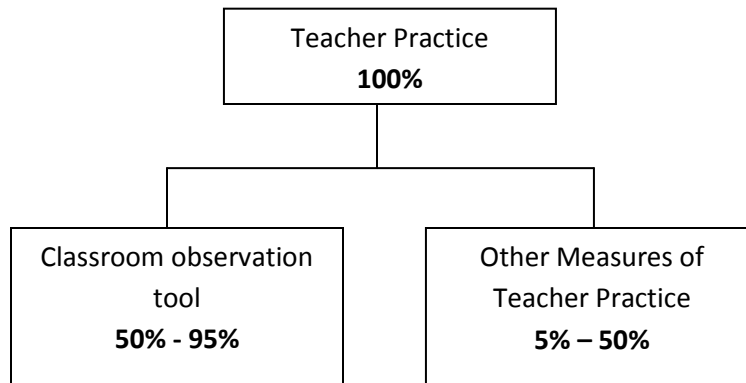 Teacher Practice
100%
Classroom observation
tool
50% - 95%
Other Measures of
Teacher Practice
5% – 50%